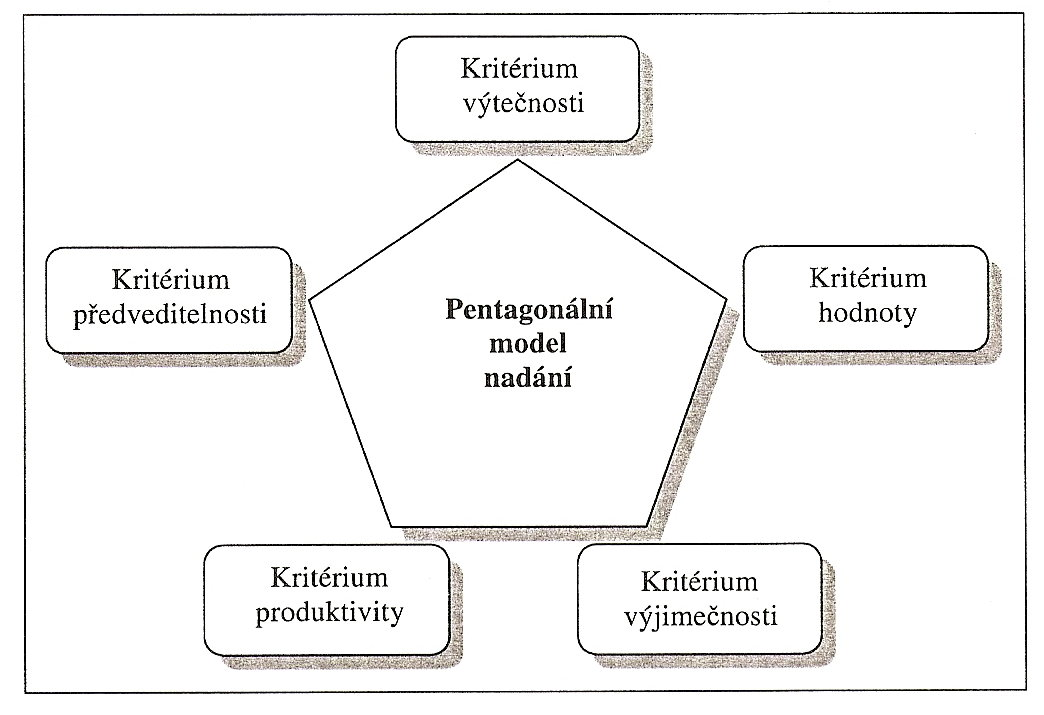 Kritérium
výtečnosti
Kritérium
předveditelnosti
Pentagonální
model
nadání
Kritérium
hodnoty
Kritérium
produktivity
Kritérium
výjimečnosti